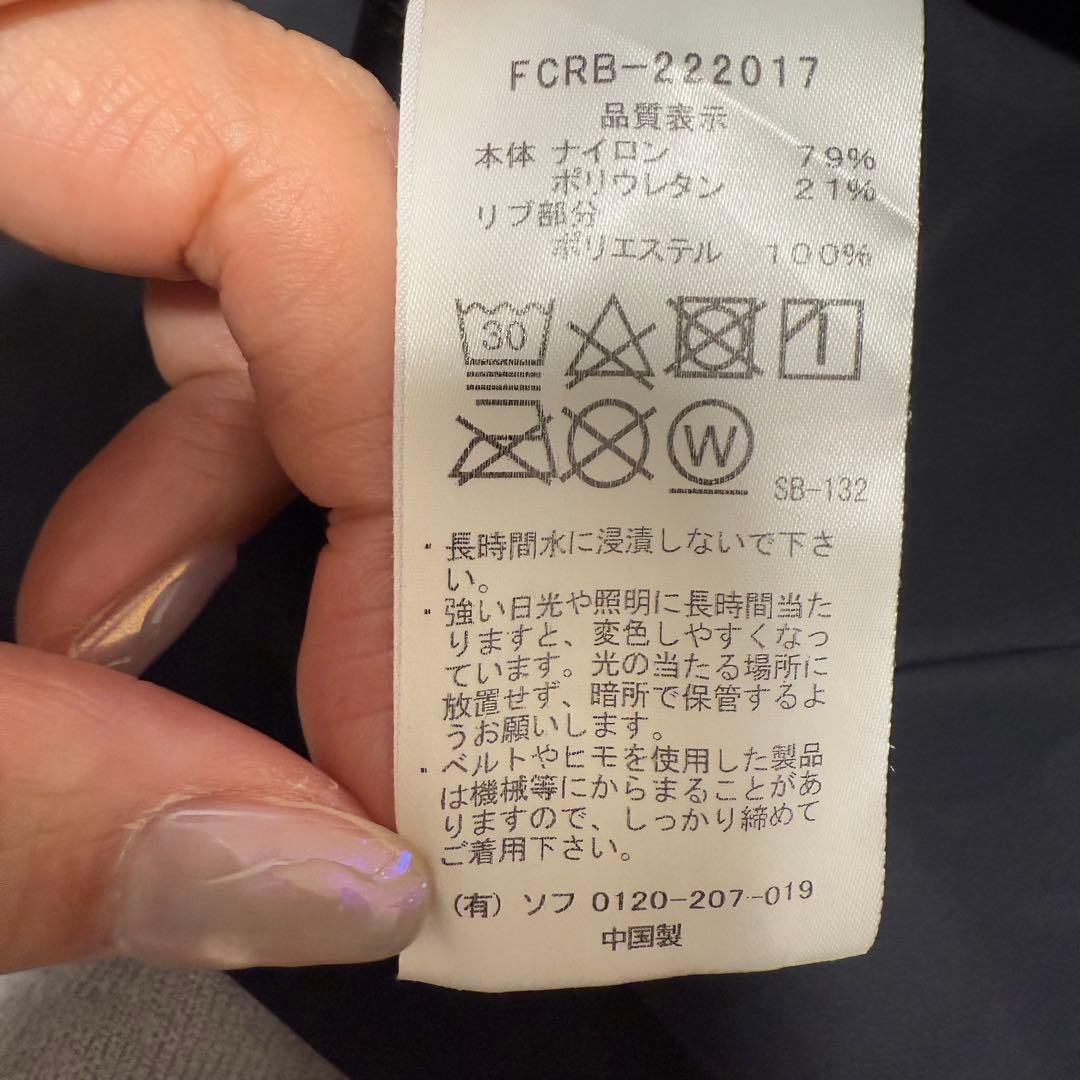 FCRB-222017
品質表示
本体 ナイロン 79%
ポリウレタン 21%
リブ部分
ポリエステル 100%
30
W
SB-132
・長時間水に浸漬しないで下さ
い。
・強い日光や照明に長時間当た
りますと、変色しやすくなっ
ています。光の当たる場所に
放置せず、暗所で保管するよ
うお願いします。
・ベルトやヒモを使用した製品
は機械等にからまることがあ
りますので、しっかり締めて
ご着用下さい。
(有) ソフ 0120-207-019
中国製